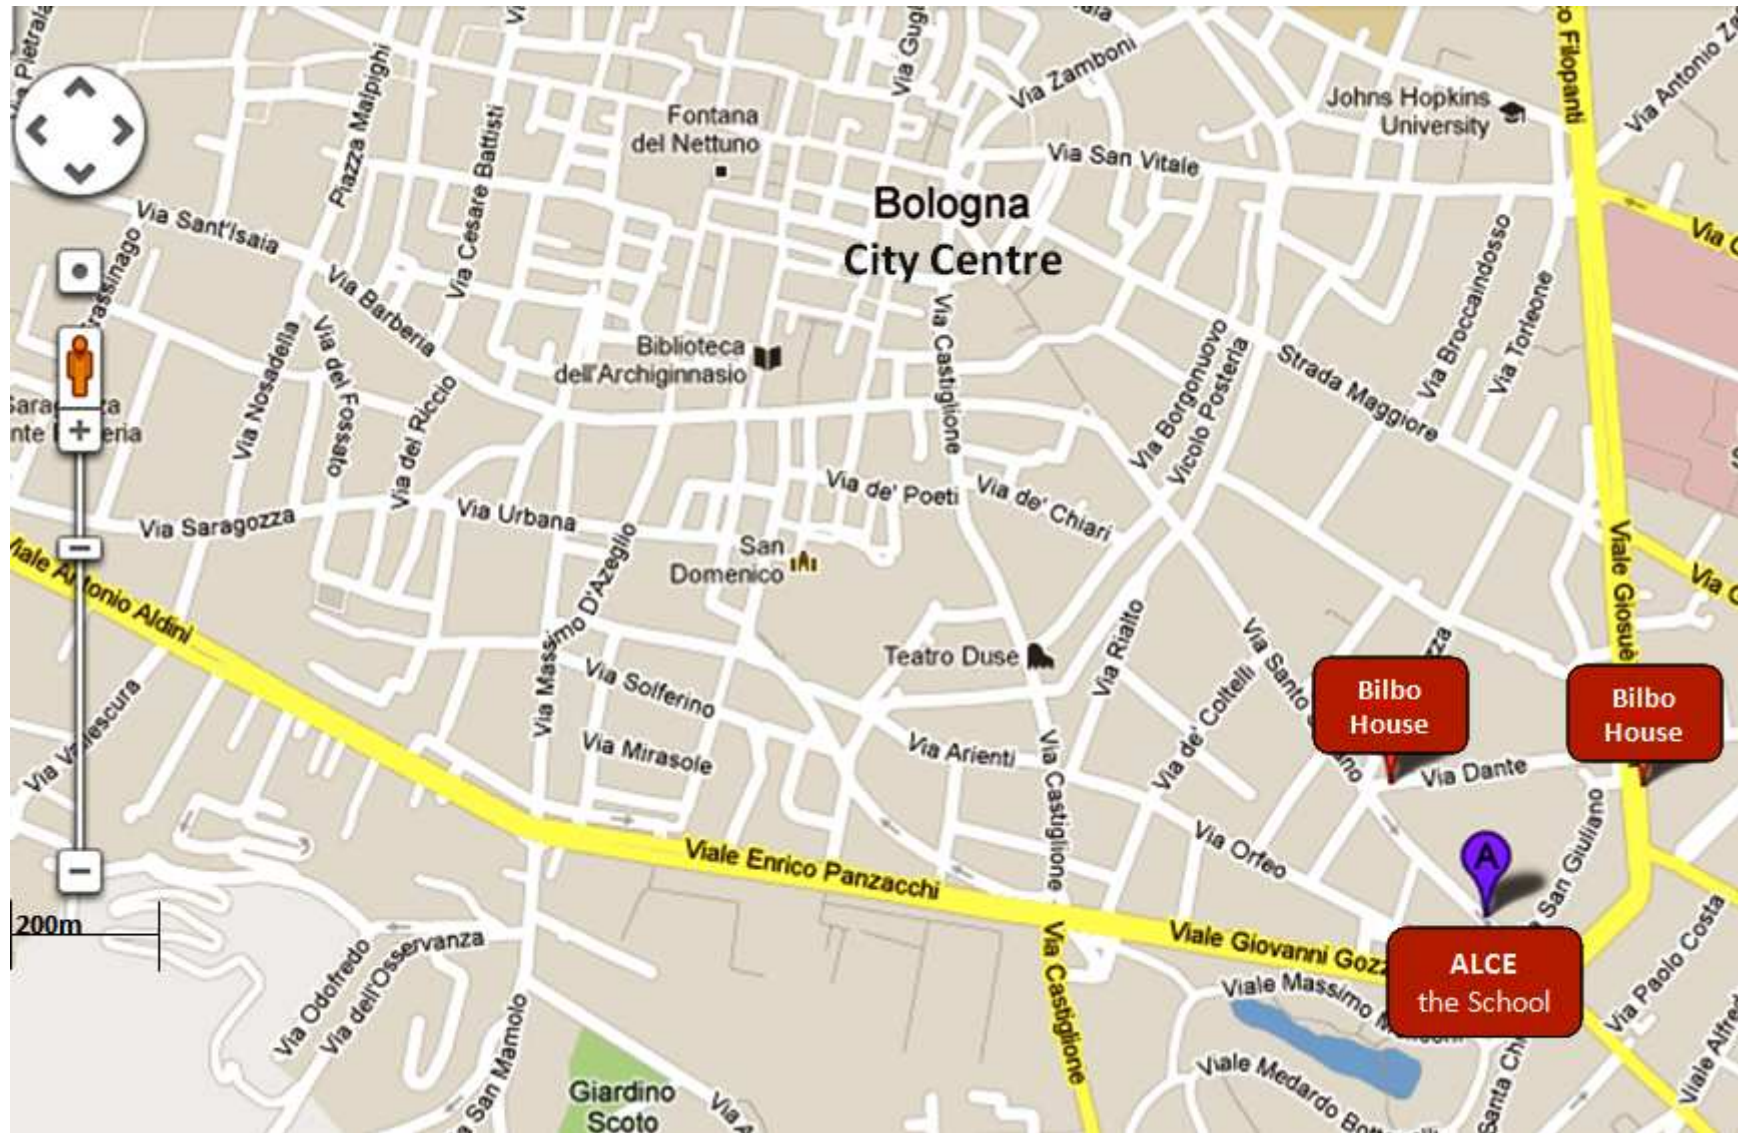 Via Zamboni
Piazza Malpighi
Via Cesare Battisti
Fontana
del Nettuno
Johns Hopkins
University
Filopanti
Via Antonio
Via San Vitale
Bologna
City Centre
Via Sant'Isaia
Via Barberia
Via Nosadella
Via del Fossato
Via del Riccio
Biblioteca
dell'Archiginnasio
Via Castiglione
Via Borgonuovo
Vicolo Posteria
Strada Maggiore
Via Broccaindosso
Via Torleone
Via Saragozza
Via Urbana
Via de' Poeti
Via de' Chiari
San
Domenico
Via Massimo D'Azeglio
Viale Antonio Aldini
Viale Giosuè
Teatro Duse
Via Rialto
Via Solferino
Via Mirasole
Via Arienti
Via de' Coltelli
Via Santo
Bilbo
House
Bilbo
House
Via Dante
Via Castiglione
Via Orfeo
A
San Giuliano
Viale Enrico Panzacchi
Viale Giovanni Gozz
200m
Via Odofredo
Via dell'Osservanza
San Mamolo
Via Castiglione
ALCE
the School
Viale Massimo
Via Paolo Costa
Viale Medardo
Santa
Viale
Giardino
Scoto